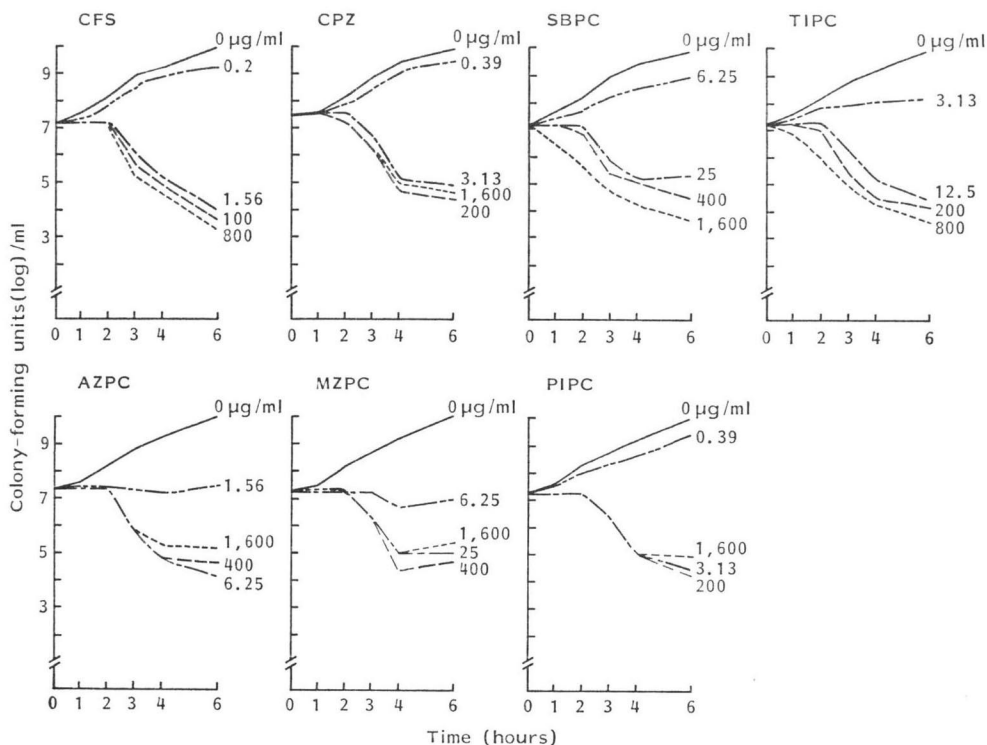 CFS
0 µg/ml
0.2
1.56
100
800
9
7
5
3
0 1 2 3 4 6
CPZ
0 µg/ml
0.39
3.13
1,600
200
0 1 2 3 4 6
SBPC
0 µg/ml
6.25
25
400
1,600
0 1 2 3 4 6
TIPC
0 µg/ml
3.13
12.5
200
800
0 1 2 3 4 6
Colony-forming units(log)/ml
AZPC
0 µg/ml
1.56
1,600
400
6.25
9
7
5
3
0 1 2 3 4 6
MZPC
0 µg/ml
6.25
1,600
25
400
0 1 2 3 4 6
PIPC
0 µg/ml
0.39
1,600
3.13
200
0 1 2 3 4 6
Time (hours)